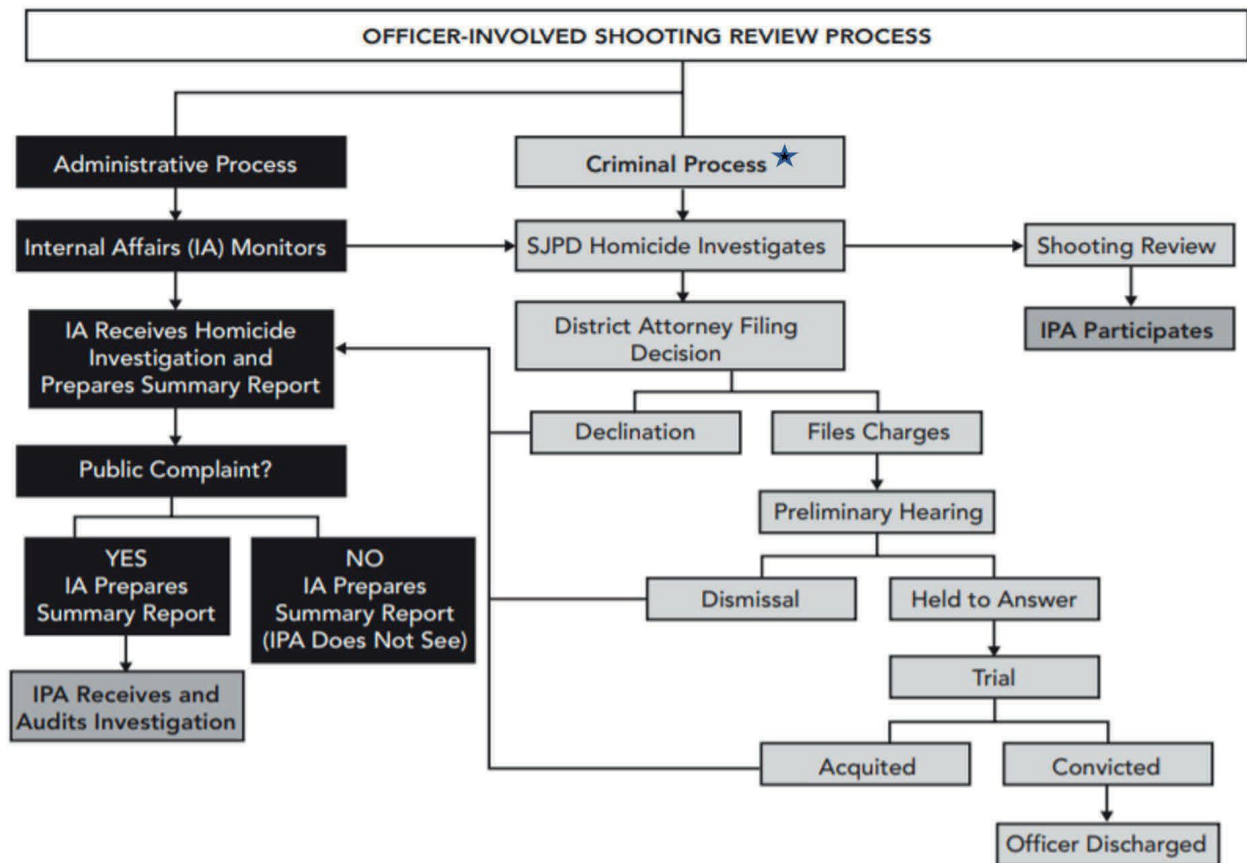 OFFICER-INVOLVED SHOOTING REVIEW PROCESS
Administrative Process
Criminal Process
Internal Affairs (IA) Monitors
SJPD Homicide Investigates
Shooting Review
IPA Participates
IA Receives Homicide
Investigation and
Prepares Summary Report
District Attorney Filing
Decision
Declination
Files Charges
Public Complaint?
Preliminary Hearing
YES
IA Prepares
Summary Report
NO
IA Prepares
Summary Report
(IPA Does Not See)
Dismissal
Held to Answer
IPA Receives and
Audits Investigation
Trial
Acquited
Convicted
Officer Discharged